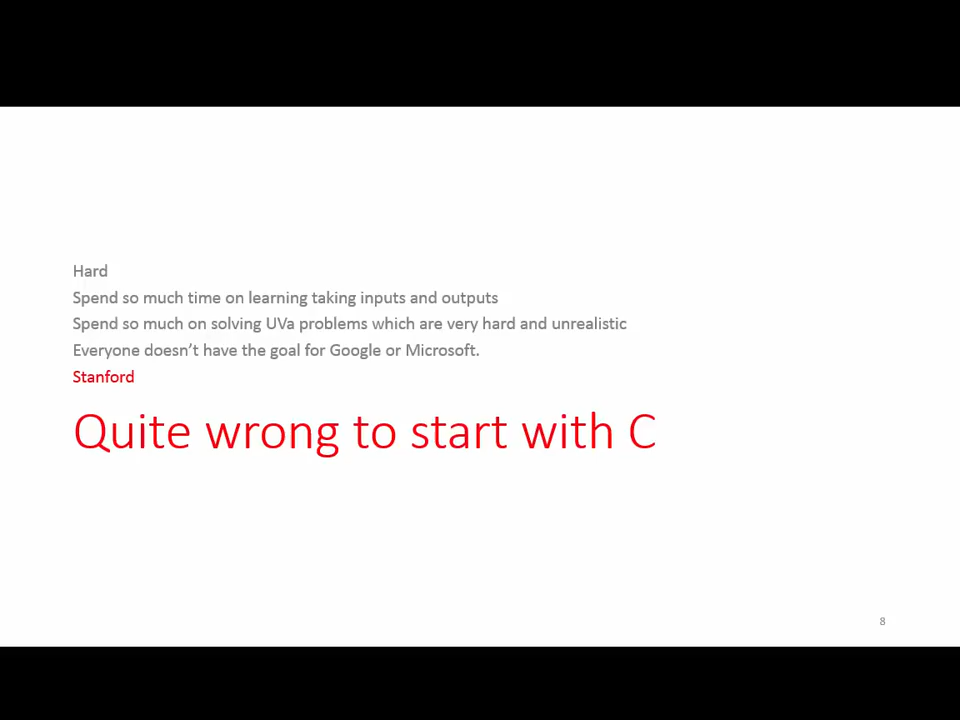 Hard
Spend so much time on learning taking inputs and outputs
Spend so much on solving UVa problems which are very hard and unrealistic
Everyone doesn't have the goal for Google or Microsoft.
Stanford
Quite wrong to start with C
8